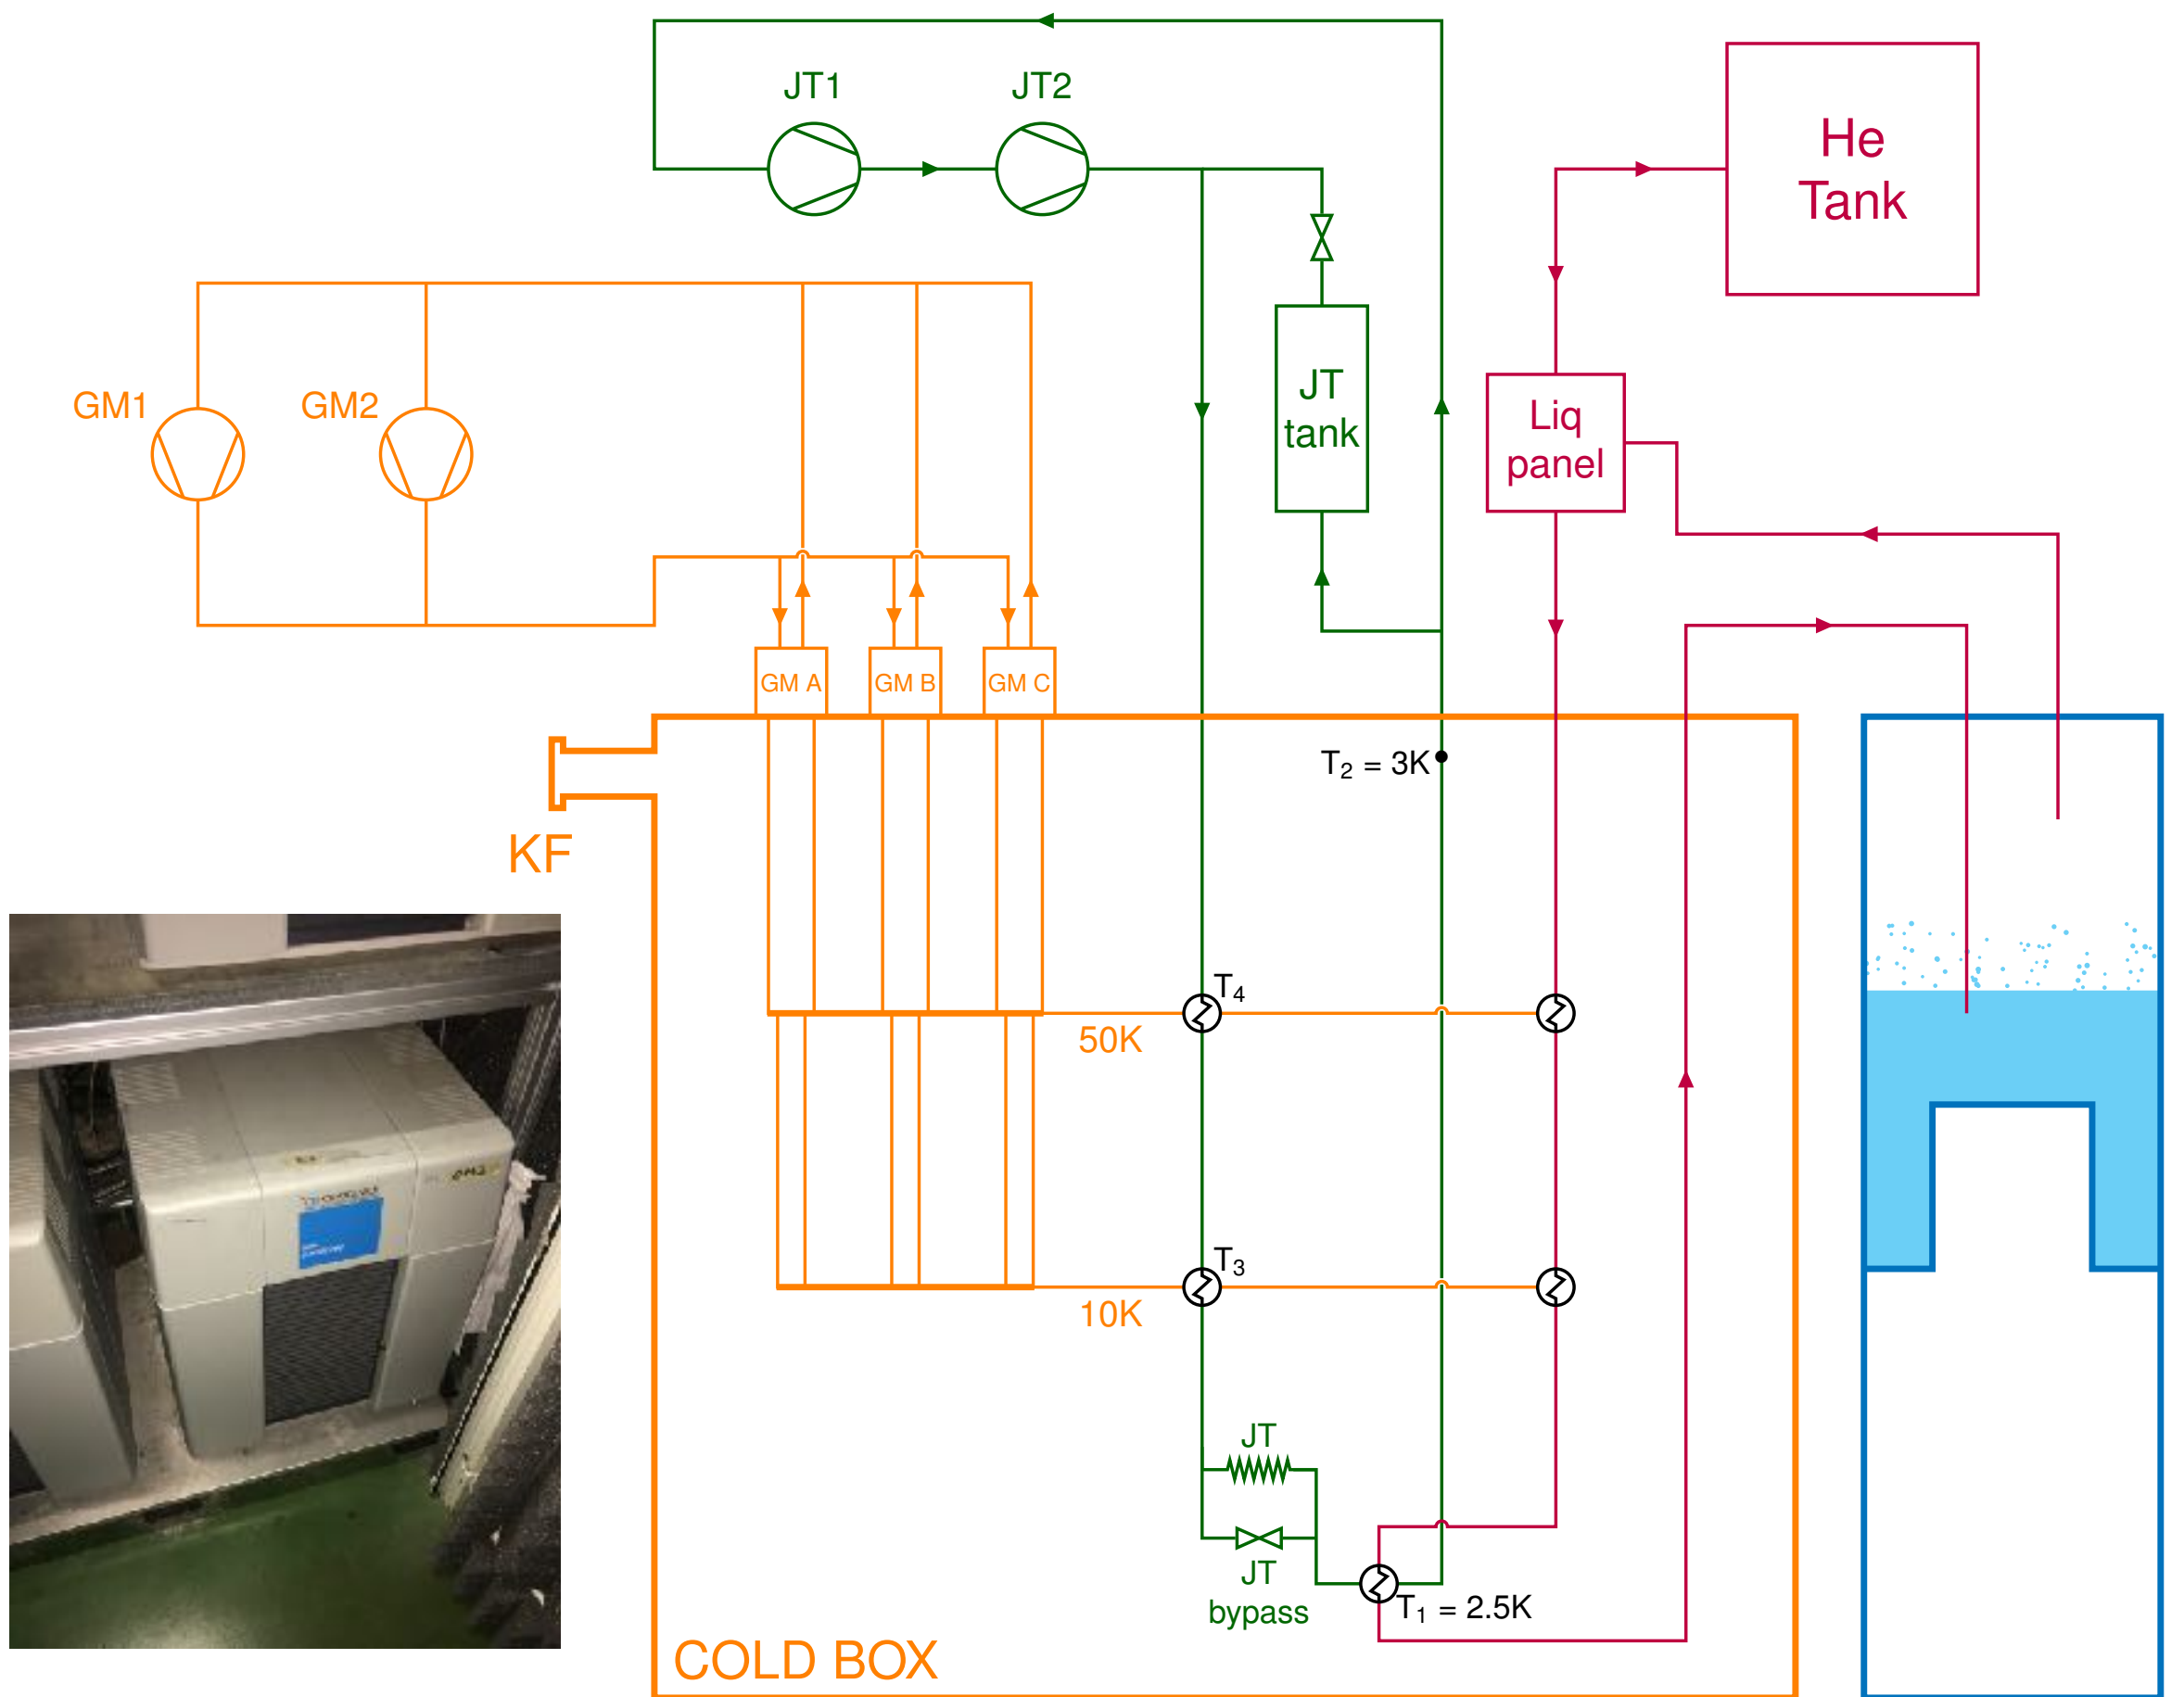 JT1
JT2
He
Tank
GM1
GM2
JT
tank
Liq
panel
GM A
GM B
GM C
T2 = 3K
KF
T4
50K
T3
10K
JT
JT
bypass
T1 = 2.5K
COLD BOX